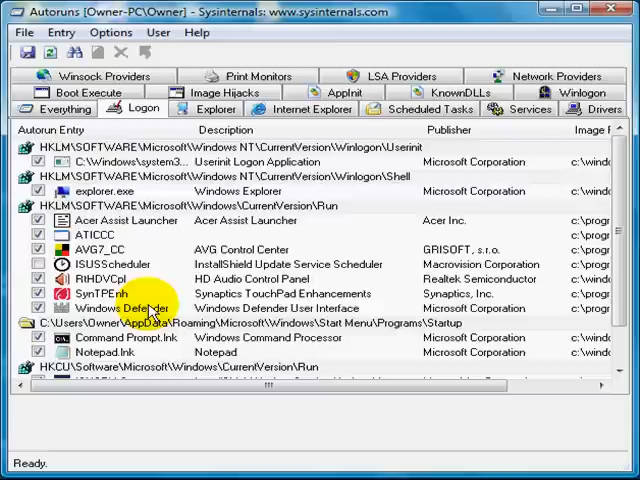 Autoruns [Owner-PC\Owner] - Sysinternals: www.sysinternals.com
File Entry Options User Help
Winsock Providers Print Monitors LSA Providers Network Providers
Boot Execute Image Hijacks AppInit KnownDLLs Winlogon
Everything Logon Explorer Internet Explorer Scheduled Tasks Services Drivers
Autorun Entry Description Publisher Image F
HKLM\SOFTWARE\Microsoft\Windows NT\CurrentVersion\Winlogon\Userinit
C:\Windows\system3... Userinit Logon Application Microsoft Corporation c:\windo
HKLM\SOFTWARE\Microsoft\Windows NT\CurrentVersion\Winlogon\Shell
explorer.exe Windows Explorer Microsoft Corporation c:\windo
HKLM\SOFTWARE\Microsoft\Windows\CurrentVersion\Run
Acer Assist Launcher Acer Assist Launcher Acer Inc. c:\progr
ATICCC c:\progr
AVG7_CC AVG Control Center GRISOFT, s.r.o. c:\progr
ISUSScheduler InstallShield Update Service Scheduler Macrovision Corporation c:\progr
RtHDVCpl HD Audio Control Panel Realtek Semiconductor c:\windo
SynTPEnh Synaptics TouchPad Enhancements Synaptics, Inc. c:\progr
Windows Defender Windows Defender User Interface Microsoft Corporation c:\progr
C:\Users\Owner\AppData\Roaming\Microsoft\Windows\Start Menu\Programs\Startup
Command Prompt.lnk Windows Command Processor Microsoft Corporation c:\windo
Notepad.lnk Notepad Microsoft Corporation c:\windo
HKCU\Software\Microsoft\Windows\CurrentVersion\Run
Ready.